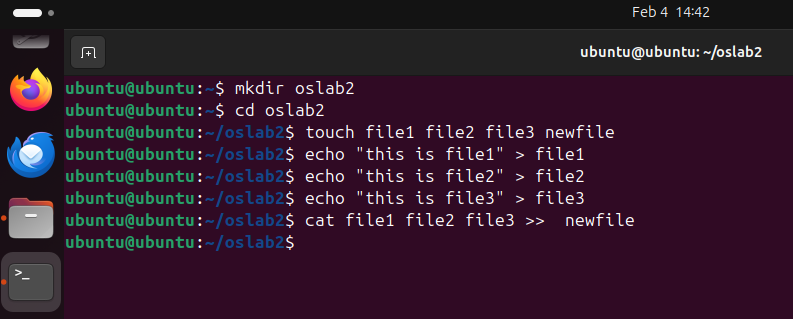 Feb 4 14:42
ubuntu@ubuntu: ~/oslab2
ubuntu@ubuntu:~$ mkdir oslab2
ubuntu@ubuntu:~$ cd oslab2
ubuntu@ubuntu:~/oslab2$ touch file1 file2 file3 newfile
ubuntu@ubuntu:~/oslab2$ echo "this is file1" > file1
ubuntu@ubuntu:~/oslab2$ echo "this is file2" > file2
ubuntu@ubuntu:~/oslab2$ echo "this is file3" > file3
ubuntu@ubuntu:~/oslab2$ cat file1 file2 file3 >>  newfile
ubuntu@ubuntu:~/oslab2$
>_